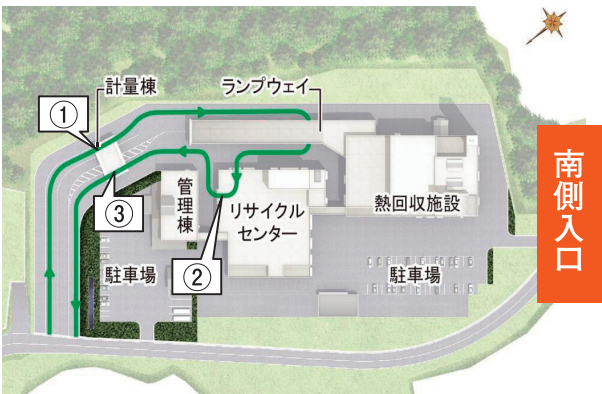 計量棟
ランプウェイ
①
③
管理棟
リサイクル
センター
熱回収施設
②
駐車場
駐車場
南側入口